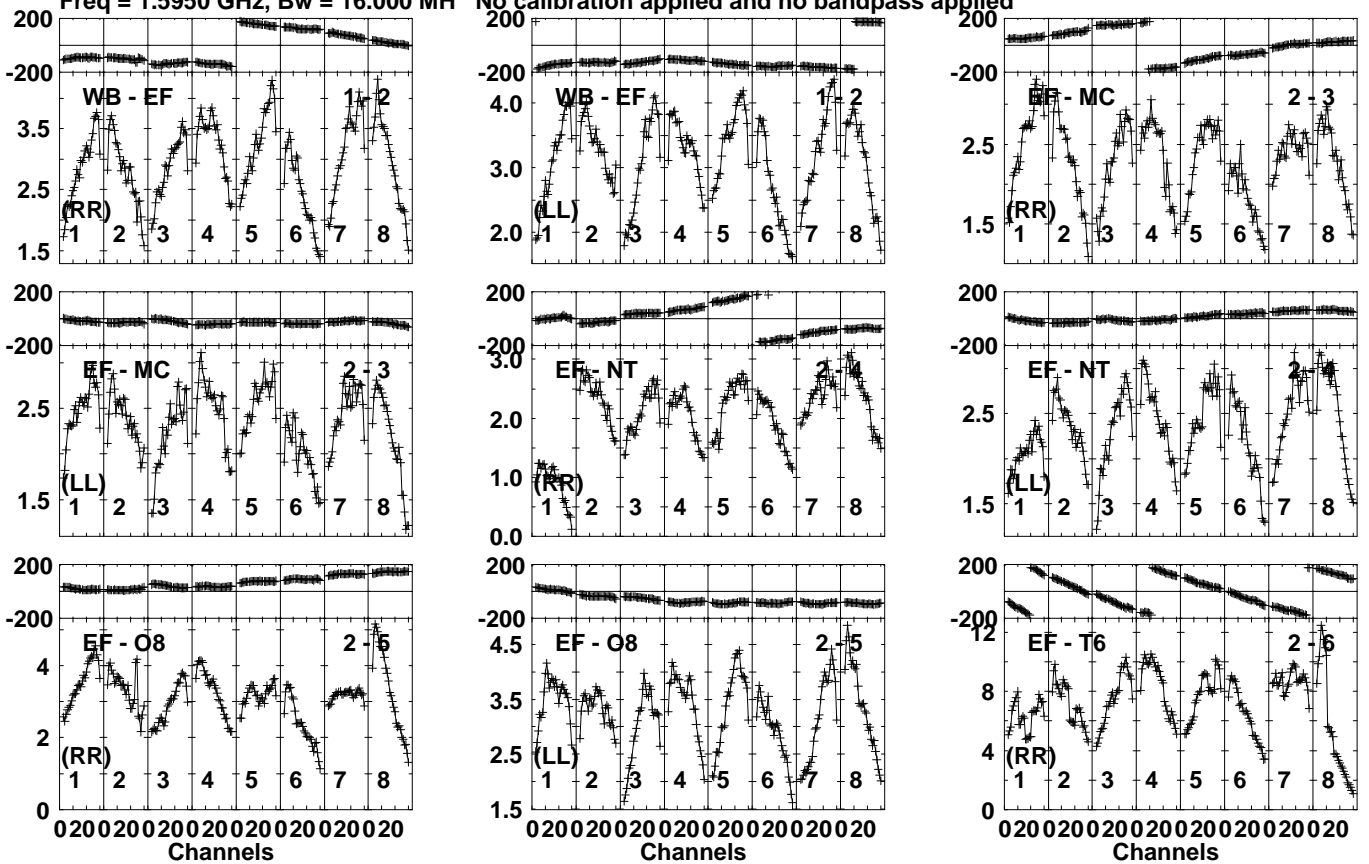 Freq = 1.5950 GHz, Bw = 16.000 MH No calibration applied and no bandpass applied
200
-200
WB - EF 1 - 2
3.5
2.5
1.5
(RR)
1 2 3 4 5 6 7 8
200
-200
WB - EF 1 - 2
4.0
3.0
2.0
(LL)
1 2 3 4 5 6 7 8
200
-200
EF - MC 2 - 3
2.5
1.5
(RR)
1 2 3 4 5 6 7 8
200
-200
EF - MC 2 - 3
2.5
1.5
(LL)
1 2 3 4 5 6 7 8
200
-200
3.0
EF - NT 2 - 4
2.0
1.0
0.0
(RR)
1 2 3 4 5 6 7 8
200
-200
EF - NT 2 - 4
2.5
1.5
(LL)
1 2 3 4 5 6 7 8
200
-200
EF - O8 2 - 5
4
2
0
(RR)
1 2 3 4 5 6 7 8
0 20 0 20 0 20 0 20 0 20 0 20 0 20 0 20
Channels
200
-200
EF - O8 2 - 5
4.5
3.5
2.5
1.5
(LL)
1 2 3 4 5 6 7 8
0 20 0 20 0 20 0 20 0 20 0 20 0 20 0 20
Channels
200
-200
12
EF - T6 2 - 6
8
4
0
(RR)
1 2 3 4 5 6 7 8
0 20 0 20 0 20 0 20 0 20 0 20 0 20 0 20
Channels